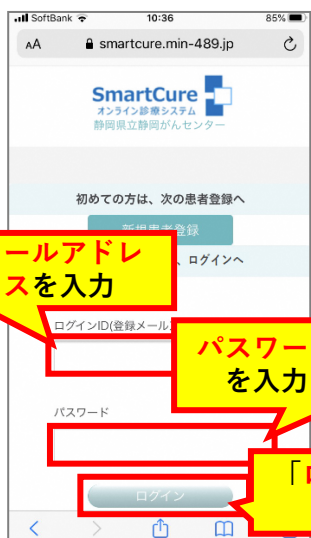 SoftBank 10:36 85%
AA smartcure.min-489.jp
SmartCure
オンライン診療システム
静岡県立静岡がんセンター
初めての方は、次の患者登録へ
新規患者登録
、ログインへ
ールアドレ
スを入力
ログインID(登録メール
パスワー
を入力
パスワード
「ロ
ログイン